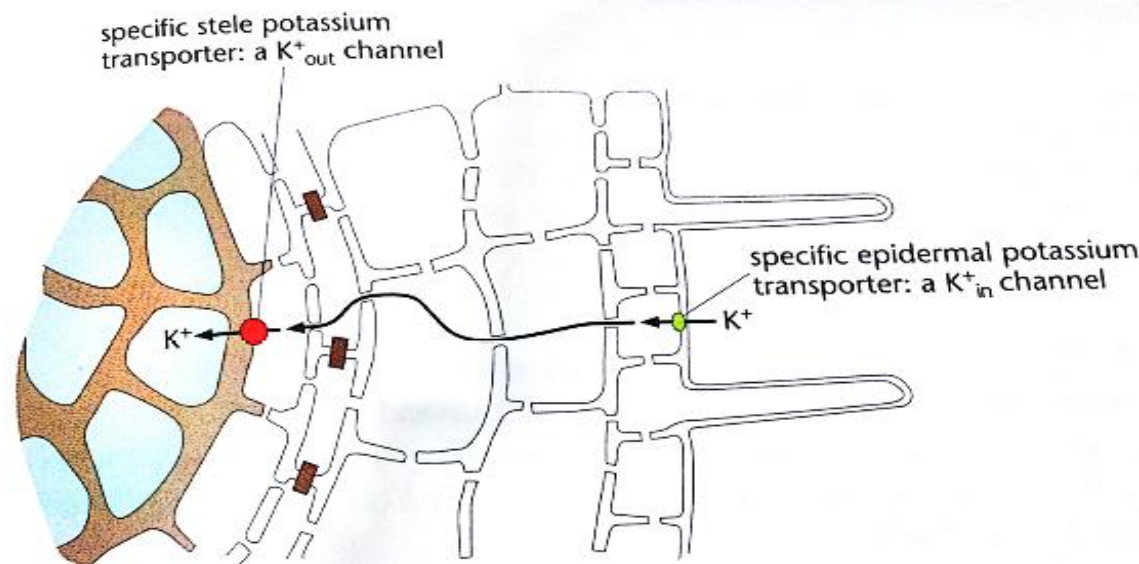 specific stele potassium
transporter: a K⁺out channel
specific epidermal potassium
transporter: a K⁺in channel
K⁺
K⁺